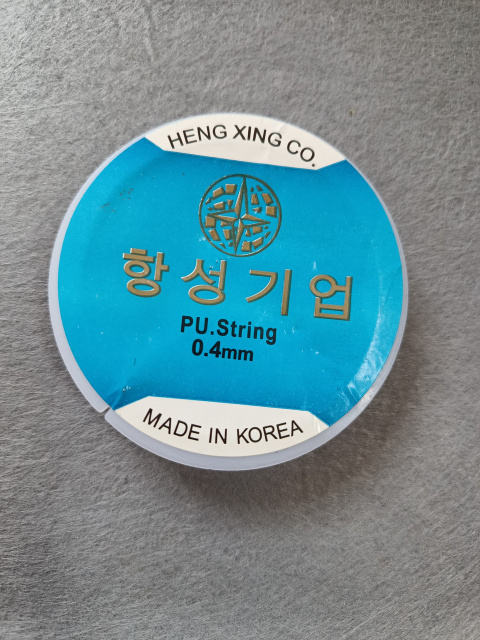 HENG XING CO.
항성기업
PU.String
0.4mm
MADE IN KOREA